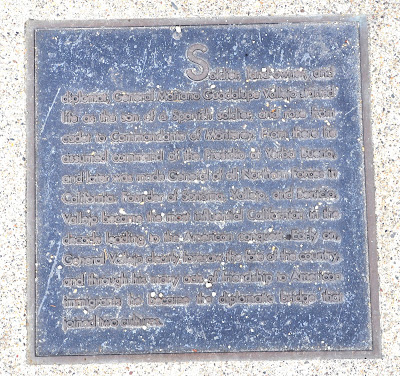 Soldier, land-owner, and
diplomat, General Mariano Guadalupe Vallejo started
life as the son of a Spanish soldier, and rose from
cadet to Commandante of Monterey. From there he
assumed command of the Presidio at Yerba Buena,
and later was made General of all Northern Forces in
California. Founder of Sonoma, Vallejo, and Benicia,
Vallejo became the most influential Californian in the
decade leading to the American conquest. Early on,
General Vallejo clearly foresaw the fate of the country,
and through his many acts of friendship to American
immigrants, he became the diplomatic bridge that
joined two cultures.